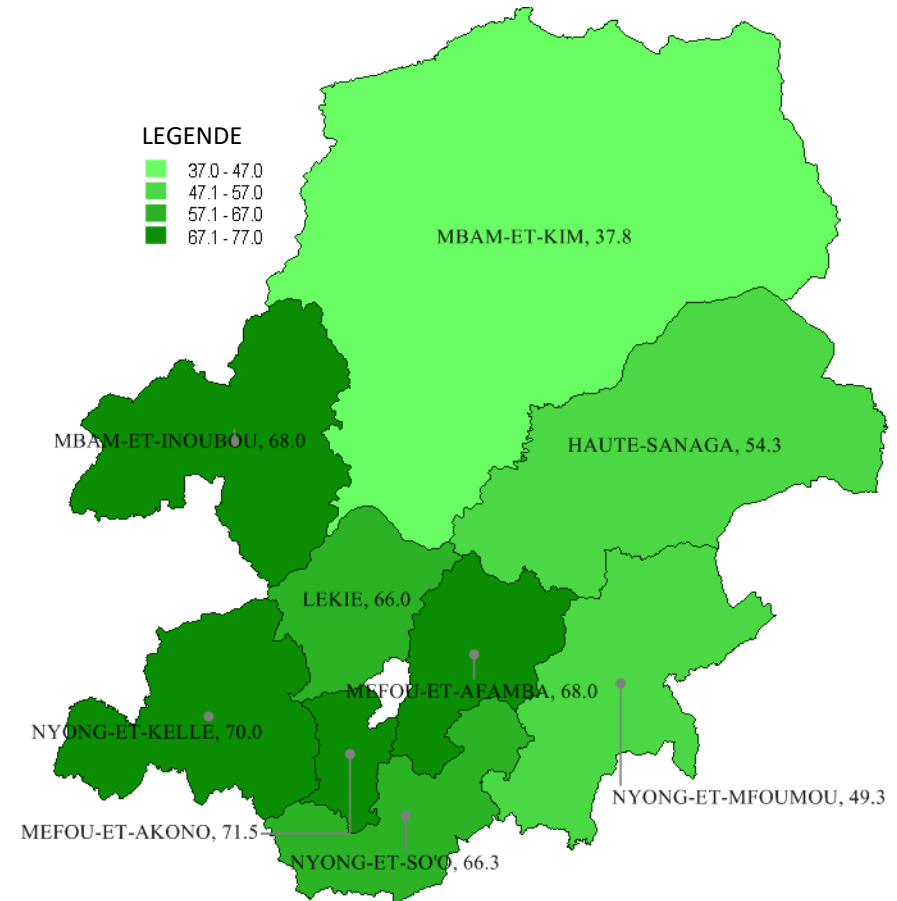 LEGENDE
37.0 - 47.0
47.1 - 57.0
57.1 - 67.0
67.1 - 77.0
MBAM-ET-KIM, 37.8
MBAM-ET-INOUBOU, 68.0
HAUTE-SANAGA, 54.3
LEKIE, 66.0
MEFOU-ET-AFAMBA, 68.0
NYONG-ET-KELLE, 70.0
NYONG-ET-MFOUMOU, 49.3
MEFOU-ET-AKONO, 71.5
NYONG-ET-SO'O, 66.3